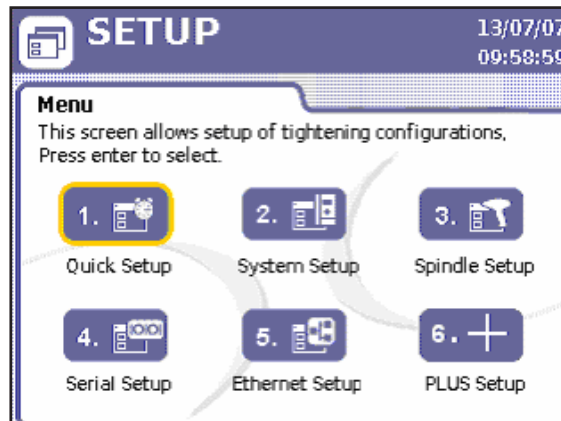 SETUP
13/07/07
09:58:59
Menu
This screen allows setup of tightening configurations,
Press enter to select.
1.
2.
3.
Quick Setup
System Setup
Spindle Setup
4.
5.
6.
Serial Setup
Ethernet Setup
PLUS Setup